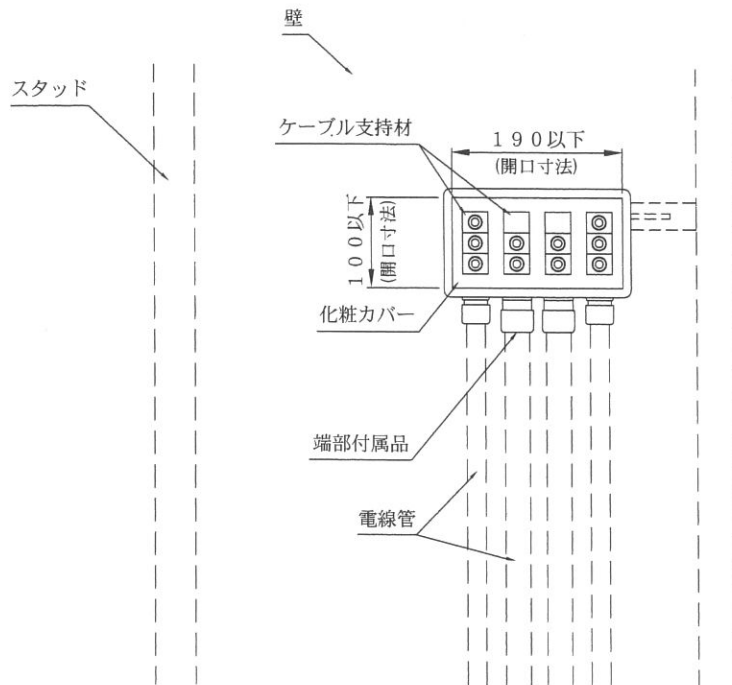 壁
スタッド
ケーブル支持材
190以下
(開口寸法)
100以下
(開口寸法)
化粧カバー
端部付属品
電線管